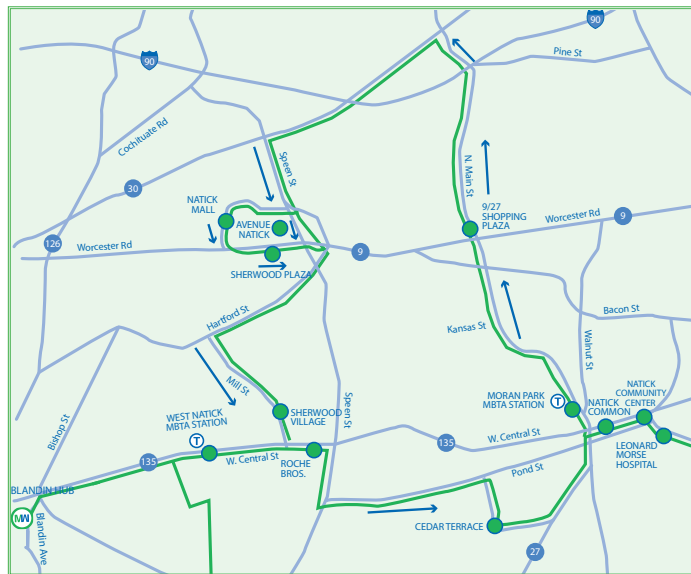 90
90
Pine St
Cochituate Rd
Speen St
N. Main St
30
NATICK
MALL
AVENUE
NATICK
9/27
SHOPPING
PLAZA
Worcester Rd
9
126
Worcester Rd
9
SHERWOOD PLAZA
Hartford St
Kansas St
Bacon St
Walnut St
Mill St
Speen St
Bishop St
WEST NATICK
MBTA STATION
T
SHERWOOD
VILLAGE
MORAN PARK
MBTA STATION
T
NATICK
COMMON
NATICK
COMMUNITY
CENTER
W. Central St
135
W. Central St
135
ROCHE
BROS.
LEONARD
MORSE
HOSPITAL
Pond St
BLANDIN HUB
MW
Blandin Ave
CEDAR TERRACE
27